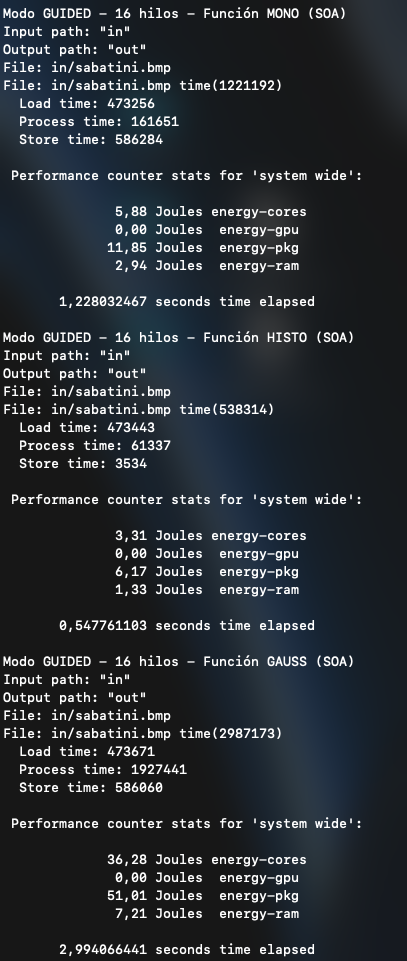 Modo GUIDED – 16 hilos – Función MONO (SOA)
Input path: "in"
Output path: "out"
File: in/sabatini.bmp
File: in/sabatini.bmp time(1221192)
  Load time: 473256
  Process time: 161651
  Store time: 586284

 Performance counter stats for 'system wide':

              5,88 Joules energy-cores
              0,00 Joules  energy-gpu
             11,85 Joules  energy-pkg
              2,94 Joules  energy-ram

       1,228032467 seconds time elapsed

Modo GUIDED – 16 hilos – Función HISTO (SOA)
Input path: "in"
Output path: "out"
File: in/sabatini.bmp
File: in/sabatini.bmp time(538314)
  Load time: 473443
  Process time: 61337
  Store time: 3534

 Performance counter stats for 'system wide':

              3,31 Joules energy-cores
              0,00 Joules  energy-gpu
              6,17 Joules  energy-pkg
              1,33 Joules  energy-ram

       0,547761103 seconds time elapsed

Modo GUIDED – 16 hilos – Función GAUSS (SOA)
Input path: "in"
Output path: "out"
File: in/sabatini.bmp
File: in/sabatini.bmp time(2987173)
  Load time: 473671
  Process time: 1927441
  Store time: 586060

 Performance counter stats for 'system wide':

             36,28 Joules energy-cores
              0,00 Joules  energy-gpu
             51,01 Joules  energy-pkg
              7,21 Joules  energy-ram

       2,994066441 seconds time elapsed